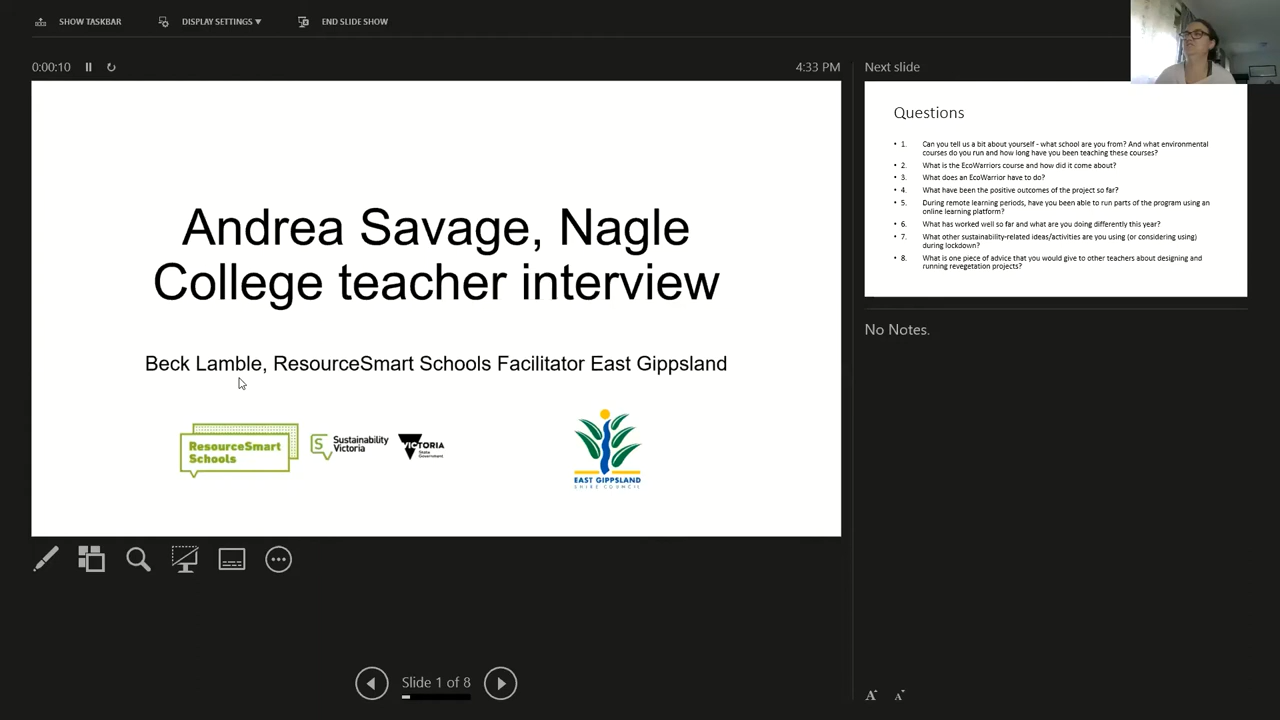 SHOW TASKBAR
DISPLAY SETTINGS
END SLIDE SHOW
0:00:10
4:33 PM
Andrea Savage, Nagle
College teacher interview
Beck Lamble, ResourceSmart Schools Facilitator East Gippsland
ResourceSmart
Schools
S
Sustainability
Victoria
VICTORIA
State
Government
EAST GIPPSLAND
SHIRE COUNCIL
Slide 1 of 8
Next slide
Questions
• 1. Can you tell us a bit about yourself - what school are you from? And what environmental
courses do you run and how long have you been teaching these courses?
• 2. What is the EcoWarriors course and how did it come about?
• 3. What does an EcoWarrior have to do?
• 4. What have been the positive outcomes of the project so far?
• 5. During remote learning periods, have you been able to run parts of the program using an
online learning platform?
• 6. What has worked well so far and what are you doing differently this year?
• 7. What other sustainability-related ideas/activities are you using (or considering using)
during lockdown?
• 8. What is one piece of advice that you would give to other teachers about designing and
running revegetation projects?
No Notes.
A A